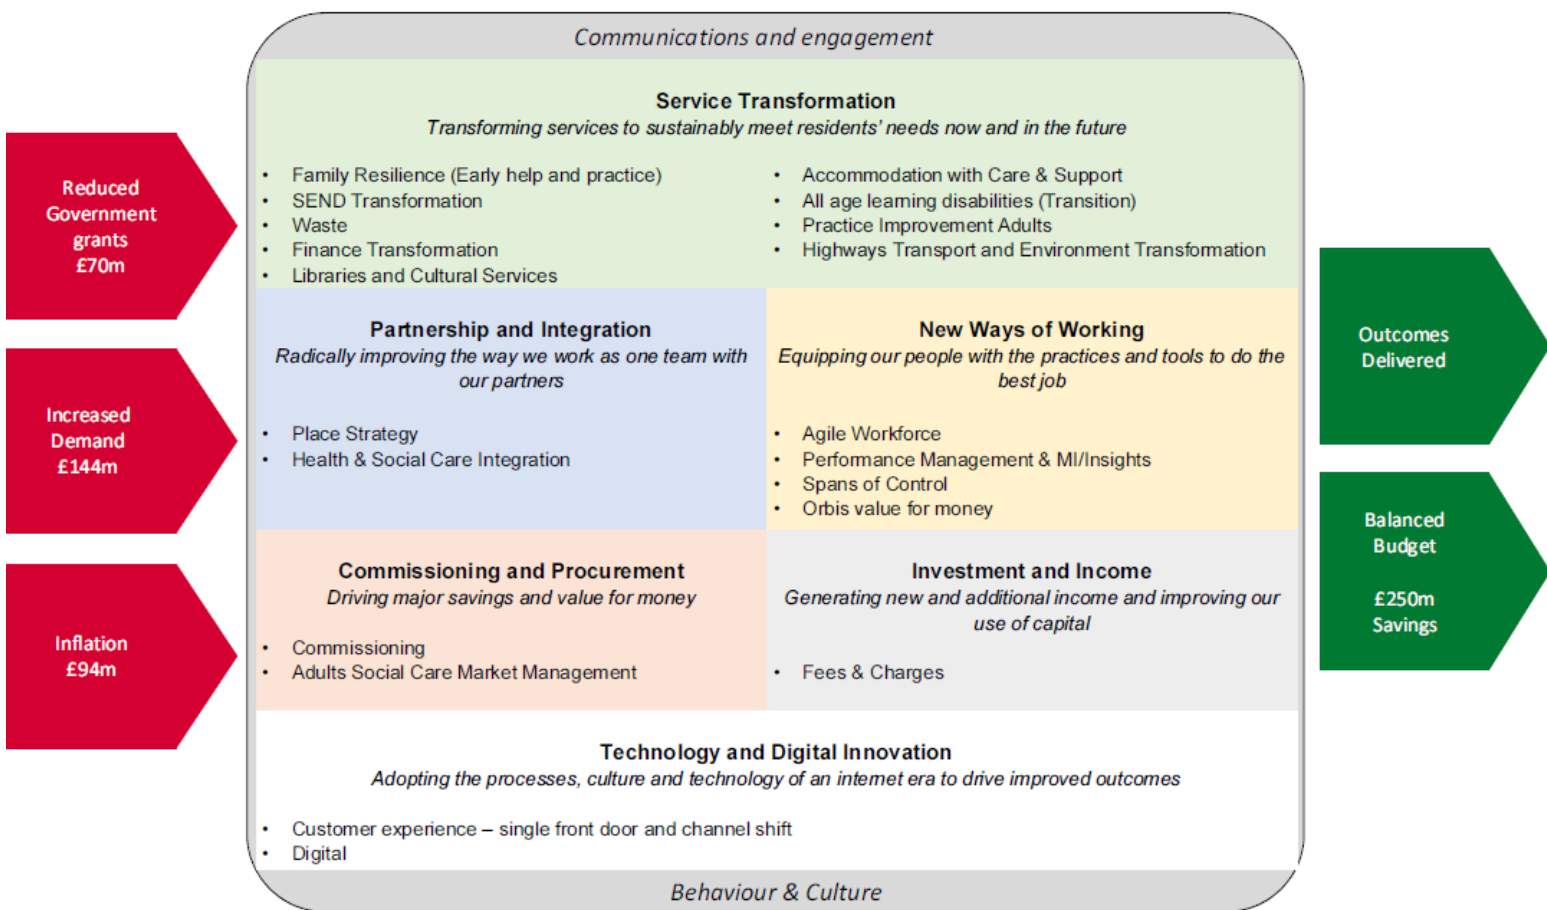 Communications and engagement
Reduced
Government
grants
£70m
Increased
Demand
£144m
Inflation
£94m
Service Transformation
Transforming services to sustainably meet residents’ needs now and in the future
• Family Resilience (Early help and practice)
• SEND Transformation
• Waste
• Finance Transformation
• Libraries and Cultural Services
• Accommodation with Care & Support
• All age learning disabilities (Transition)
• Practice Improvement Adults
• Highways Transport and Environment Transformation
Partnership and Integration
Radically improving the way we work as one team with
our partners
• Place Strategy
• Health & Social Care Integration
New Ways of Working
Equipping our people with the practices and tools to do the
best job
• Agile Workforce
• Performance Management & MI/Insights
• Spans of Control
• Orbis value for money
Commissioning and Procurement
Driving major savings and value for money
• Commissioning
• Adults Social Care Market Management
Investment and Income
Generating new and additional income and improving our
use of capital
• Fees & Charges
Technology and Digital Innovation
Adopting the processes, culture and technology of an internet era to drive improved outcomes
• Customer experience – single front door and channel shift
• Digital
Behaviour & Culture
Outcomes
Delivered
Balanced
Budget
£250m
Savings